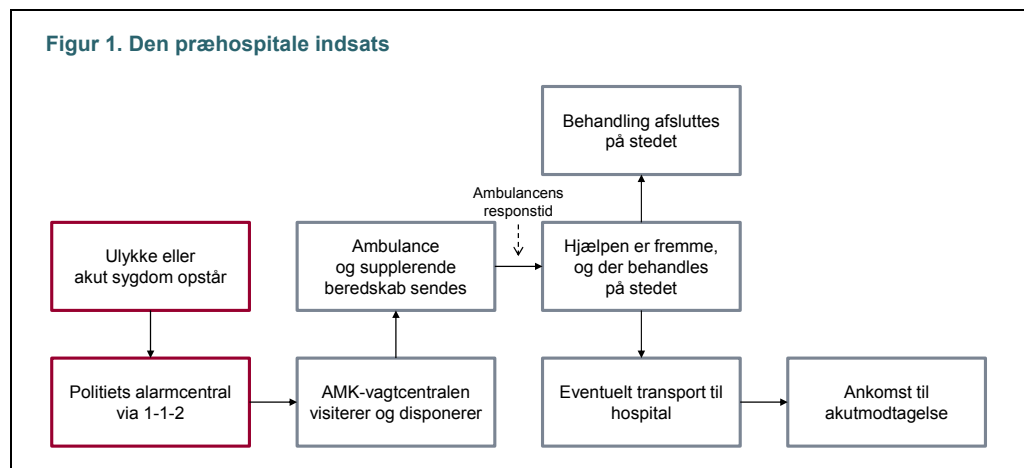 Figur 1. Den præhospitale indsats
Behandling afsluttes
på stedet
Ambulancens
responstid
Ulykke eller
akut sygdom opstår
Ambulance
og supplerende
beredskab sendes
Hjælpen er fremme,
og der behandles
på stedet
Politiets alarmcentral
via 1-1-2
AMK-vagtcentralen
visiterer og disponerer
Eventuelt transport til
hospital
Ankomst til
akutmodtagelse